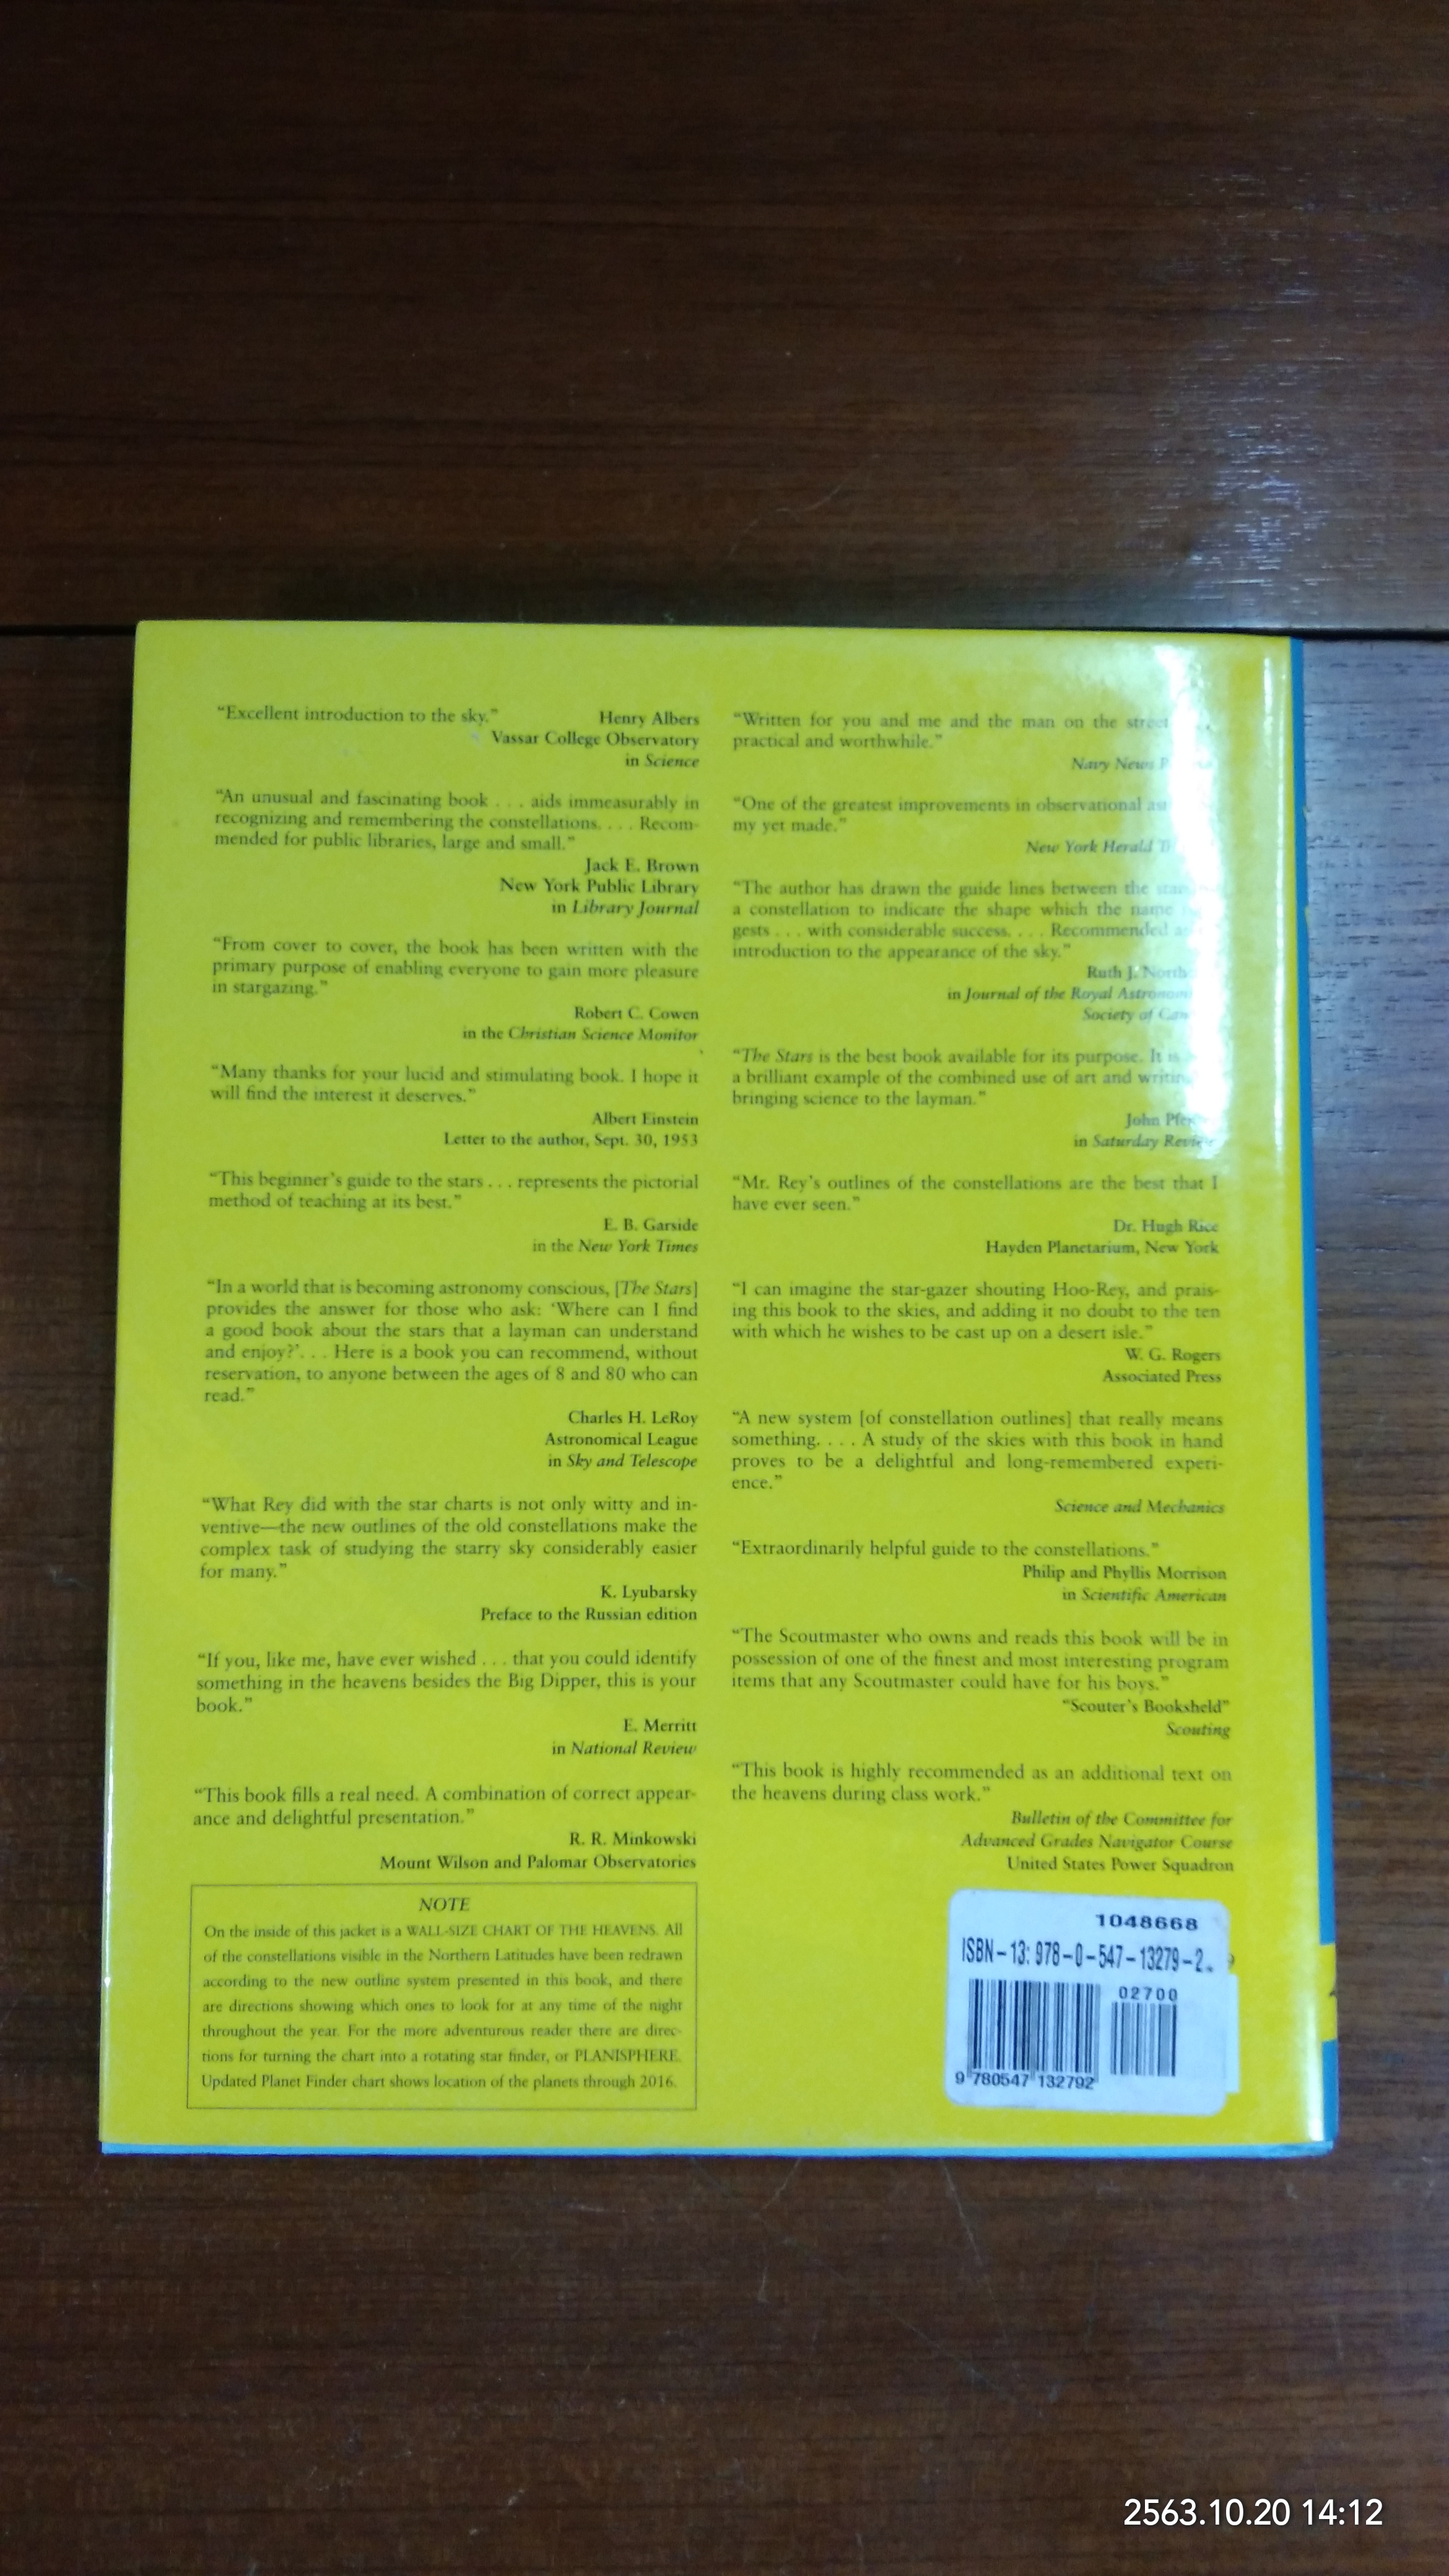 “Excellent introduction to the sky.”
Henry Albers
Vassar College Observatory
in Science
“An unusual and fascinating book . . . aids immeasurably in
recognizing and remembering the constellations. . . . Recom-
mended for public libraries, large and small.”
Jack E. Brown
New York Public Library
in Library Journal
“From cover to cover, the book has been written with the
primary purpose of enabling everyone to gain more pleasure
in stargazing.”
Robert C. Cowen
in the Christian Science Monitor
“Many thanks for your lucid and stimulating book. I hope it
will find the interest it deserves.”
Albert Einstein
Letter to the author, Sept. 30, 1953
“This beginner’s guide to the stars . . . represents the pictorial
method of teaching at its best.”
E. B. Garside
in the New York Times
“In a world that is becoming astronomy conscious, [The Stars]
provides the answer for those who ask: ‘Where can I find
a good book about the stars that a layman can understand
and enjoy?’. . . Here is a book you can recommend, without
reservation, to anyone between the ages of 8 and 80 who can
read.”
Charles H. LeRoy
Astronomical League
in Sky and Telescope
“What Rey did with the star charts is not only witty and in-
ventive—the new outlines of the old constellations make the
complex task of studying the starry sky considerably easier
for many.”
K. Lyubarsky
Preface to the Russian edition
“If you, like me, have ever wished . . . that you could identify
something in the heavens besides the Big Dipper, this is your
book.”
E. Merritt
in National Review
“This book fills a real need. A combination of correct appear-
ance and delightful presentation.”
R. R. Minkowski
Mount Wilson and Palomar Observatories
NOTE
On the inside of this jacket is a WALL-SIZE CHART OF THE HEAVENS. All
of the constellations visible in the Northern Latitudes have been redrawn
according to the new outline system presented in this book, and there
are directions showing which ones to look for at any time of the night
throughout the year. For the more adventurous reader there are direc-
tions for turning the chart into a rotating star finder, or PLANISPHERE.
Updated Planet Finder chart shows location of the planets through 2016.
“Written for you and me and the man on the street
practical and worthwhile.”
Navy News
“One of the greatest improvements in observational
my yet made.”
New York Herald
“The author has drawn the guide lines between the
a constellation to indicate the shape which the name
gests . . . with considerable success. . . . Recommended
introduction to the appearance of the sky.”
Ruth J.
in Journal of the Royal
Society of
“The Stars is the best book available for its purpose. It is
a brilliant example of the combined use of art and
bringing science to the layman.”
John
in Saturday Review
“Mr. Rey’s outlines of the constellations are the best that I
have ever seen.”
Dr. Hugh Rice
Hayden Planetarium, New York
“I can imagine the star-gazer shouting Hoo-Rey, and prais-
ing this book to the skies, and adding it no doubt to the ten
with which he wishes to be cast up on a desert isle.”
W. G. Rogers
Associated Press
“A new system [of constellation outlines] that really means
something. . . . A study of the skies with this book in hand
proves to be a delightful and long-remembered experi-
ence.”
Science and Mechanics
“Extraordinarily helpful guide to the constellations.”
Philip and Phyllis Morrison
in Scientific American
“The Scoutmaster who owns and reads this book will be in
possession of one of the finest and most interesting program
items that any Scoutmaster could have for his boys.”
“Scouter’s Bookshelf”
Scouting
“This book is highly recommended as an additional text on
the heavens during class work.”
Bulletin of the Committee for
Advanced Grades Navigator Course
United States Power Squadron
1048668
ISBN-13: 978-0-547-13279-2
02700
9 780547 132792
2563.10.20 14:12